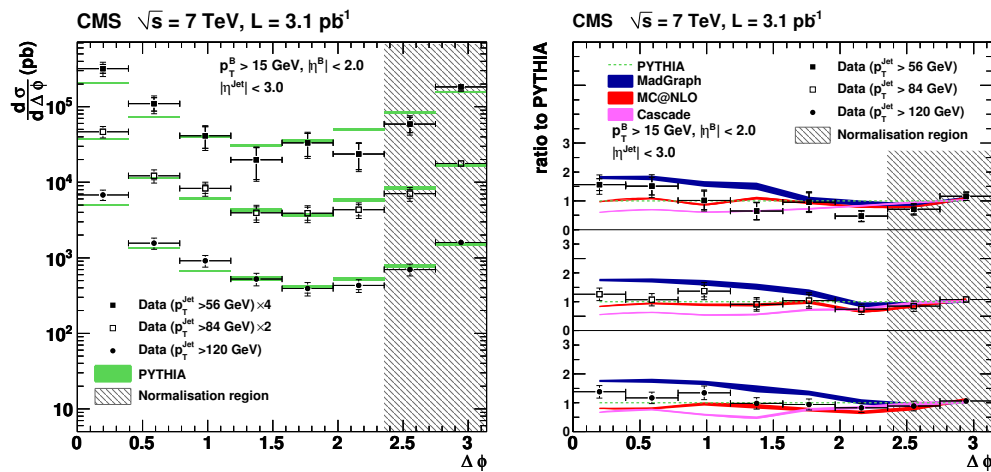 CMS √s = 7 TeV, L = 3.1 pb⁻¹
dσ/dΔϕ (pb)
p_T^B > 15 GeV, |η^B| < 2.0
|η^Jet| < 3.0
10⁵
10⁴
10³
10²
10
Data (p_T^Jet >56 GeV) ×4
Data (p_T^Jet >84 GeV) ×2
Data (p_T^Jet >120 GeV)
PYTHIA
Normalisation region
0 0.5 1 1.5 2 2.5 3
Δ ϕ
CMS √s = 7 TeV, L = 3.1 pb⁻¹
ratio to PYTHIA
PYTHIA
MadGraph
MC@NLO
Cascade
p_T^B > 15 GeV, |η^B| < 2.0
|η^Jet| < 3.0
Data (p_T^Jet > 56 GeV)
Data (p_T^Jet > 84 GeV)
Data (p_T^Jet > 120 GeV)
Normalisation region
2
1
0
2
1
0
2
1
0
0 0.5 1 1.5 2 2.5 3
Δ ϕ